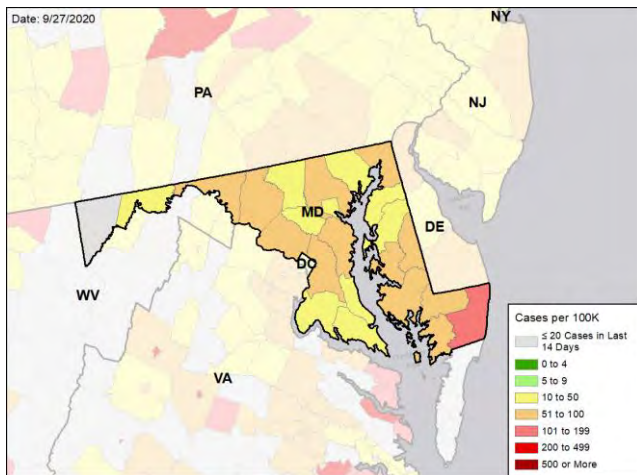 Date: 9/27/2020
NY
PA
NJ
MD
DE
DC
WV
VA
Cases per 100K
≤ 20 Cases in Last
14 Days
0 to 4
5 to 9
10 to 50
51 to 100
101 to 199
200 to 499
500 or More